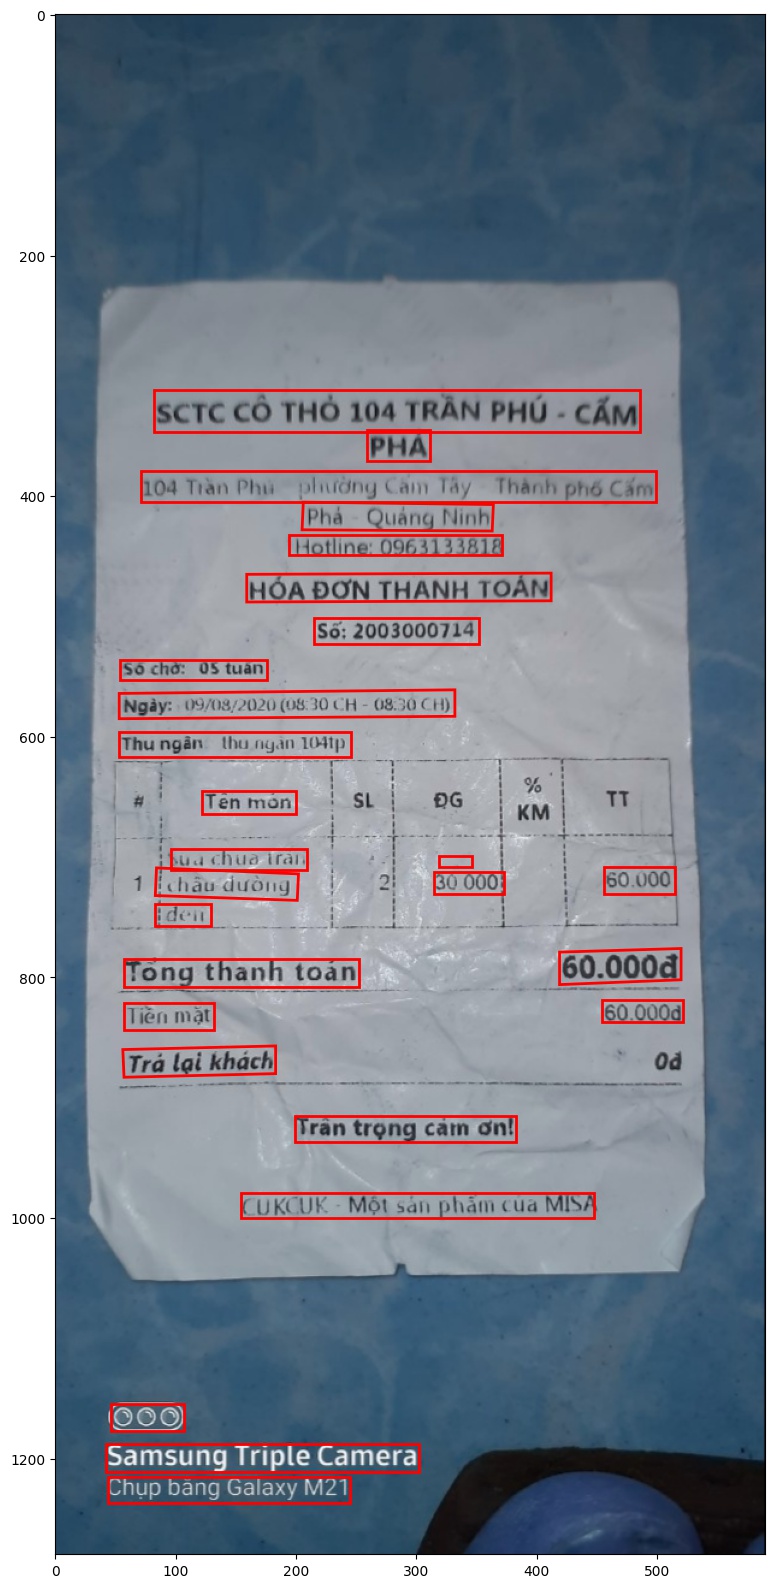 SCTC CÔ THỎ 104 TRẦN PHÚ - CẨM
PHẢ
104 Trần Phú phường Cẩm Tây - Thành phố Cẩm
Phả - Quảng Ninh
Hotline: 0963133818
HÓA ĐƠN THANH TOÁN
Số: 2003000714
Số chờ: 05 tuấn
Ngày: 09/08/2020 (08:30 CH - 08:30 CH)
Thu ngân: thu ngân 104tp
# Tên món SL ĐG % KM TT
Sữa chua trân
1 châu đường 2 30.000 60.000
đen
Tổng thanh toán 60.000đ
Tiền mặt 60.000đ
Trả lại khách 0đ
Trân trọng cảm ơn!
CUKCUK - Một sản phẩm của MISA
Samsung Triple Camera
Chụp bằng Galaxy M21
0
200
400
600
800
1000
1200
0 100 200 300 400 500